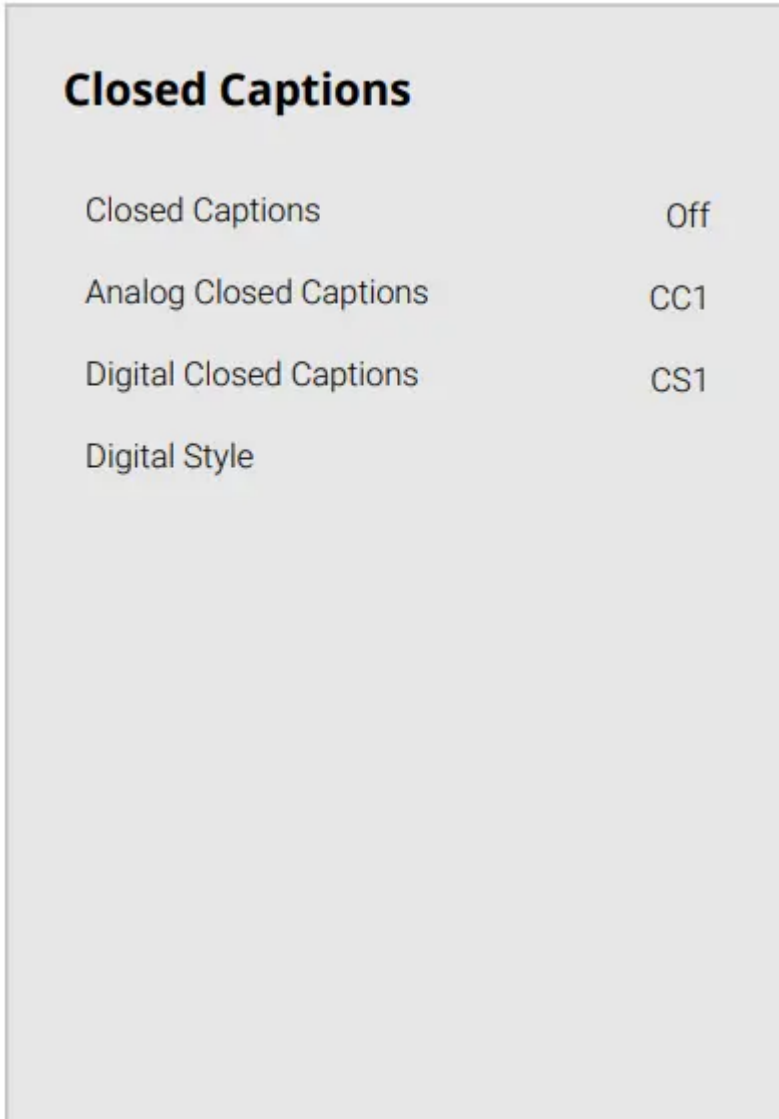 Closed Captions
Closed Captions Off
Analog Closed Captions CC1
Digital Closed Captions CS1
Digital Style